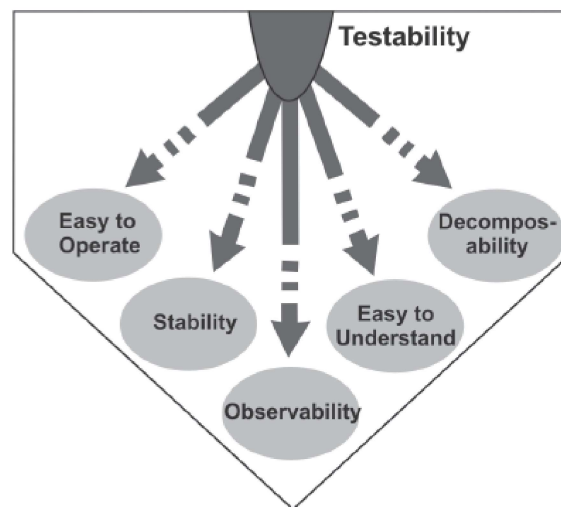 Testability
Easy to
Operate
Decompos-
ability
Stability
Easy to
Understand
Observability